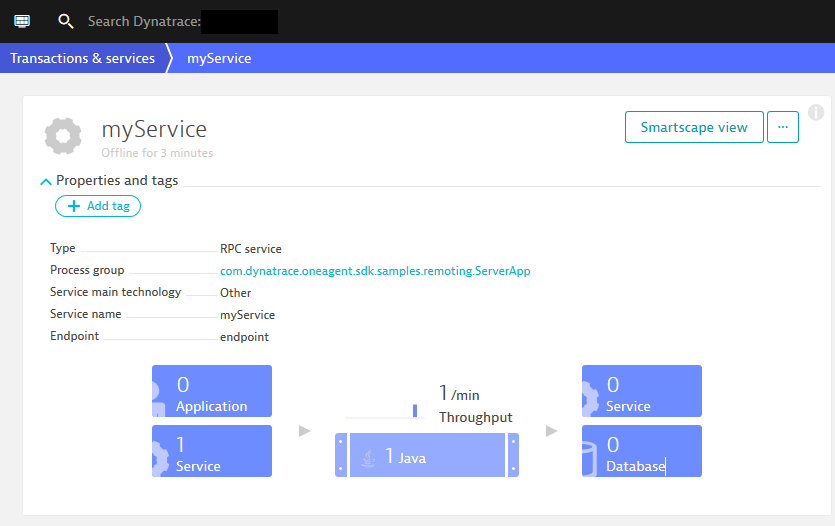 Search Dynatrace:
Transactions & services
myService
myService
Offline for 3 minutes
Smartscape view
...
Properties and tags
Add tag
Type RPC service
Process group com.dynatrace.oneagent.sdk.samples.remoting.ServerApp
Service main technology Other
Service name myService
Endpoint endpoint
0
Application
1
Service
1 /min
Throughput
1 Java
0
Service
0
Database